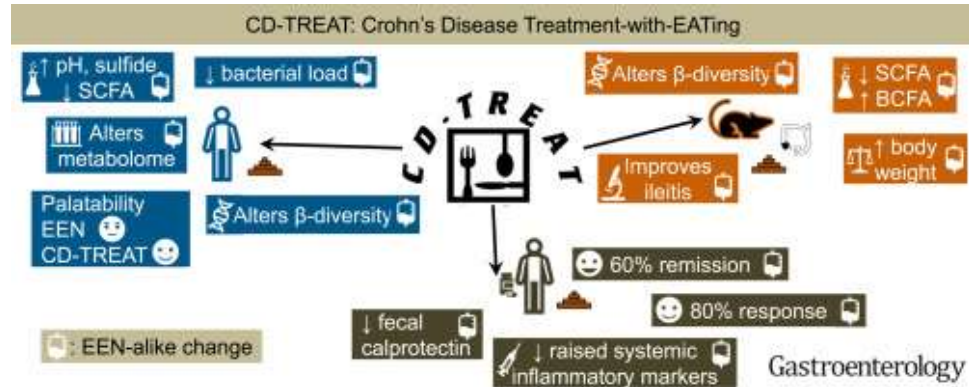 CD-TREAT: Crohn's Disease Treatment-with-EATing
↑ pH, sulfide
↓ SCFA
↓ bacterial load
Alters
metabolome
Palatability
EEN
CD-TREAT
Alters β-diversity
CD-TREAT
Alters β-diversity
↓ SCFA
↑ BCFA
Improves
ileitis
↑ body
weight
60% remission
80% response
↓ fecal
calprotectin
↓ raised systemic
inflammatory markers
: EEN-alike change
Gastroenterology